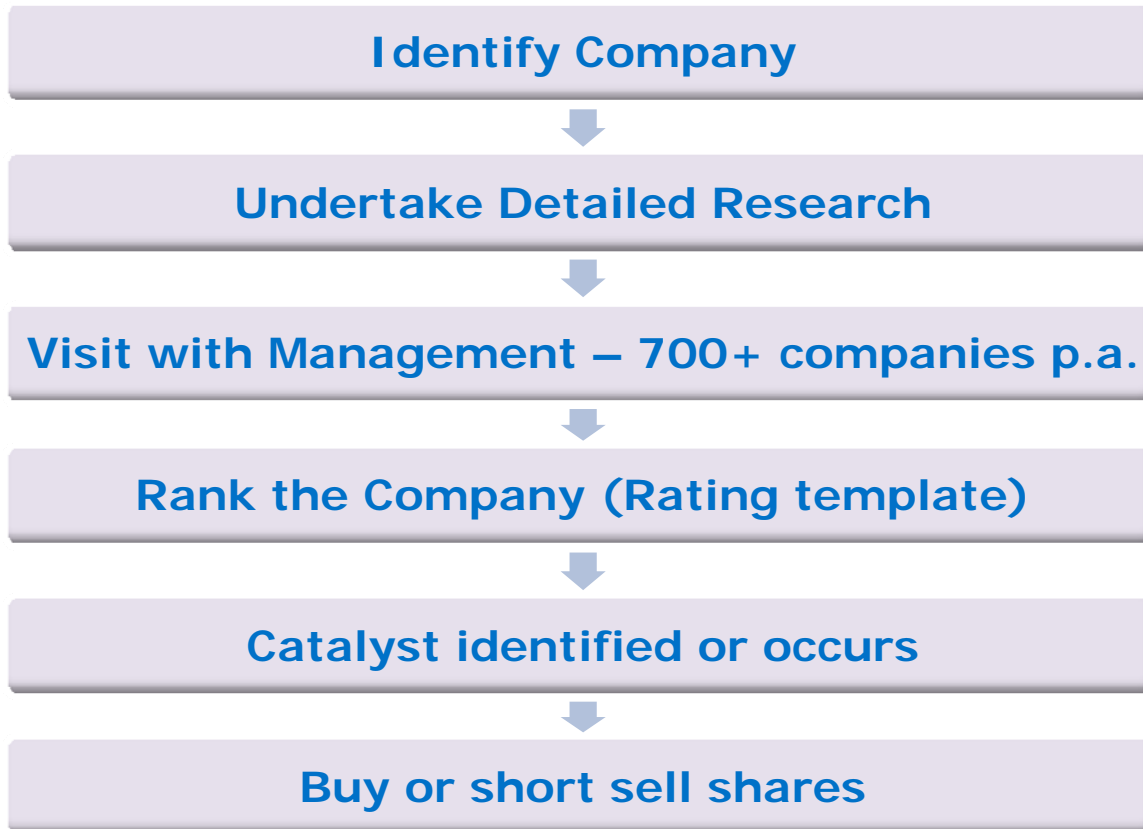 Identify Company
Undertake Detailed Research
Visit with Management – 700+ companies p.a.
Rank the Company (Rating template)
Catalyst identified or occurs
Buy or short sell shares